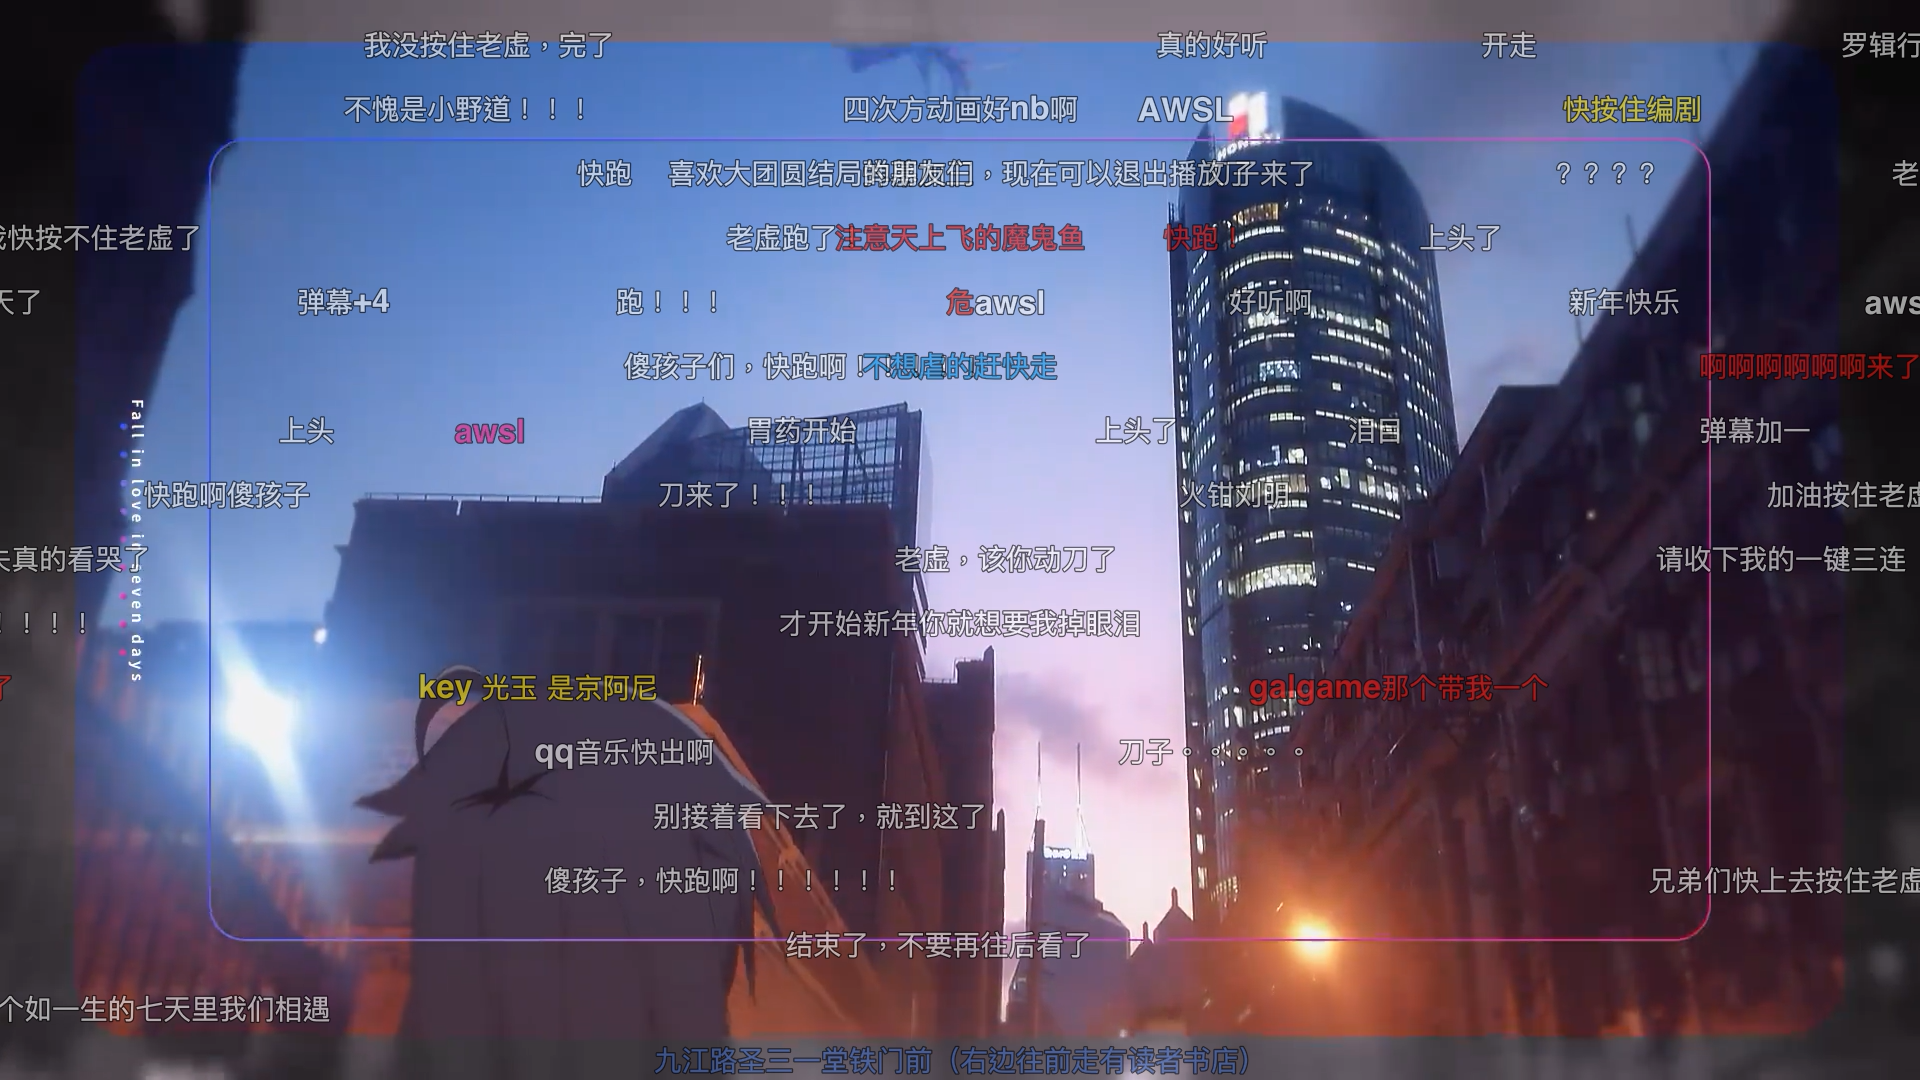 我没按住老虚，完了
真的好听
开走
罗辑行
不愧是小野道！！！
四次方动画好nb啊
AWSL
快按住编剧
快跑
喜欢大团圆结局的朋友们，现在可以退出播放了
子来了
？？？？
老
快按不住老虚了
老虚跑了
注意天上飞的魔鬼鱼
快跑！
上头了
天了
弹幕+4
跑！！！
危
awsl
好听啊
新年快乐
aws
傻孩子们，快跑啊！
不想虐的赶快走
啊啊啊啊啊啊来了
上头
awsl
胃药开始
上头了
泪目
弹幕加一
Fall in love in seven days
快跑啊傻孩子
刀来了！！！
火钳刘明
加油按住老虚
真的看哭了
老虚，该你动刀了
请收下我的一键三连
！！！！
才开始新年你就想要我掉眼泪
了
key 光玉 是京阿尼
galgame那个带我一个
qq音乐快出啊
刀子。。。。。
别接着看下去了，就到这了
傻孩子，快跑啊！！！！！！
兄弟们快上去按住老虚
结束了，不要再往后看了
个如一生的七天里我们相遇
九江路圣三一堂铁门前（右边往前走有读者书店）